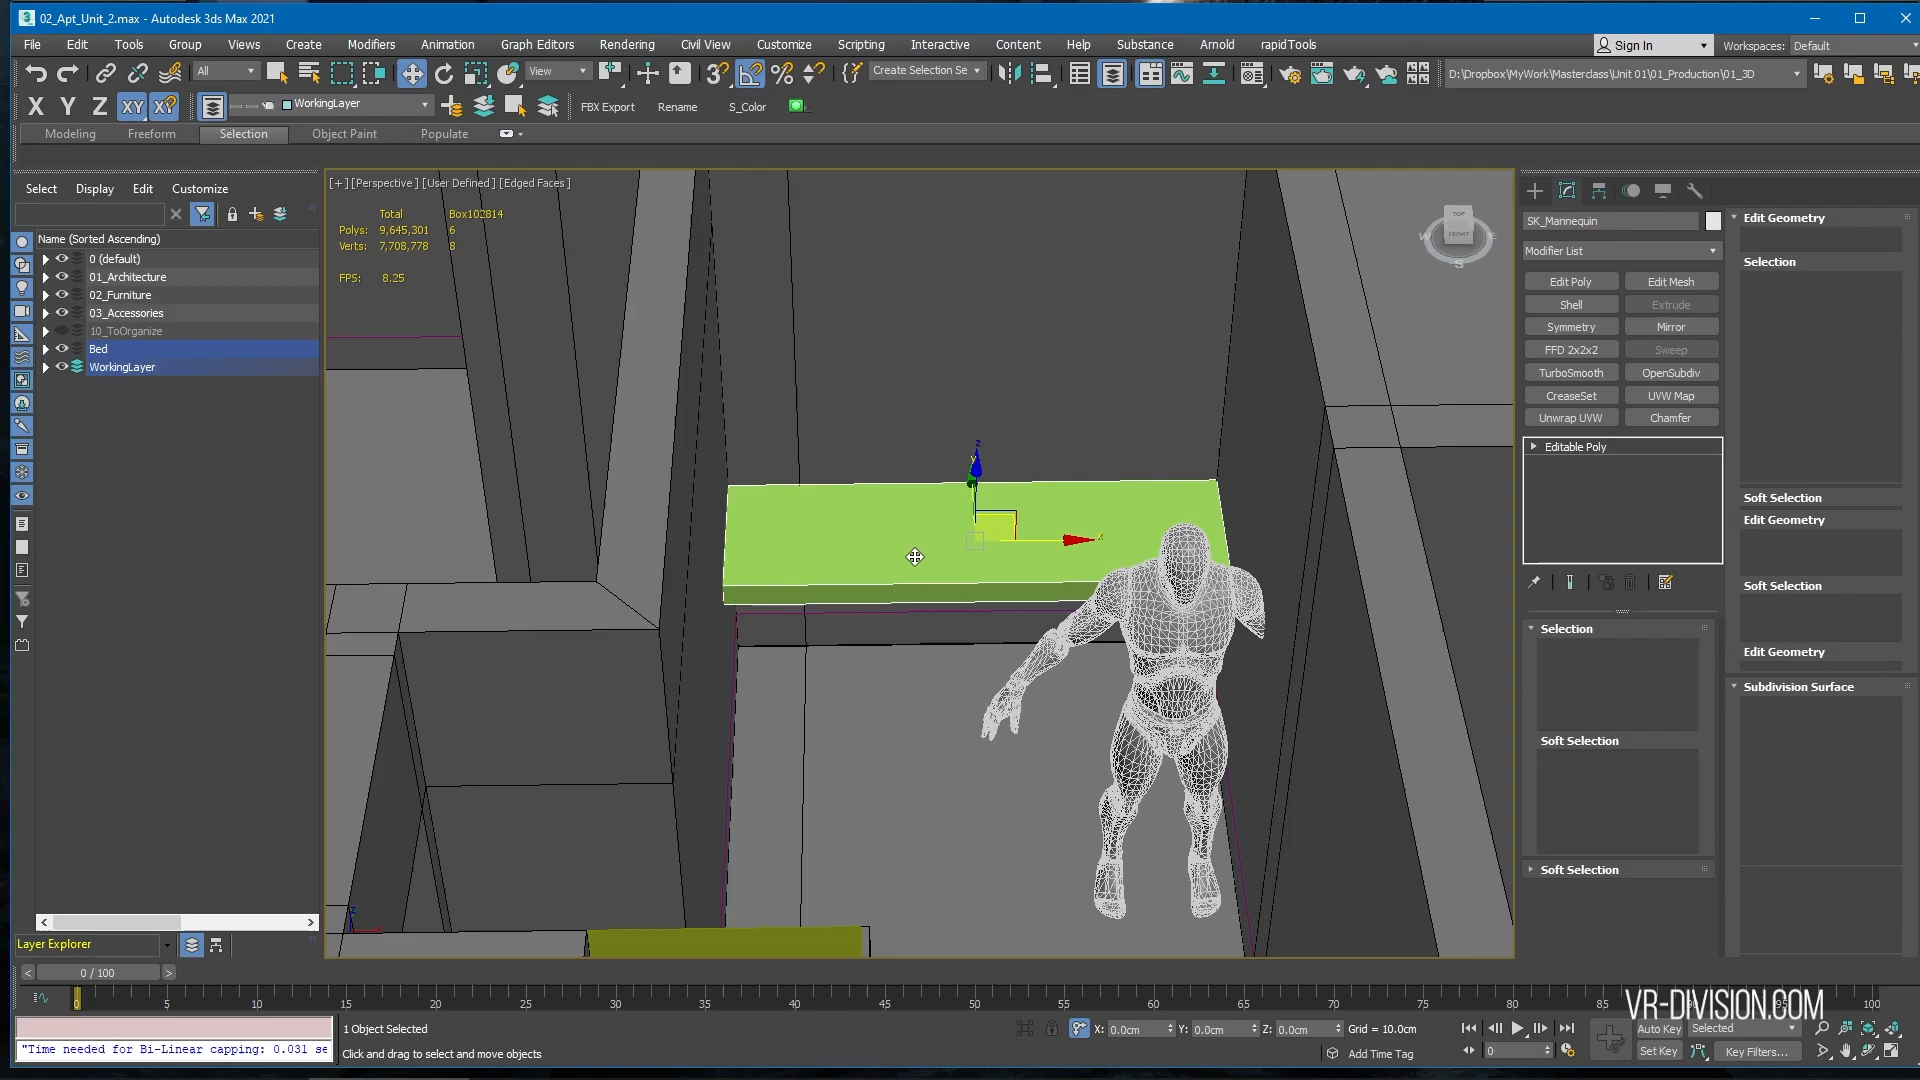 02_Apt_Unit_2.max - Autodesk 3ds Max 2021
File Edit Tools Group Views Create Modifiers Animation Graph Editors Rendering Civil View Customize Scripting Interactive Content Help Substance Arnold rapidTools Sign In Workspaces: Default
All View Create Selection Se D:\Dropbox\MyWork\Masterclass\Unit 01\01_Production\01_3D
X Y Z XY XY WorkingLayer FBX Export Rename S_Color
Modeling Freeform Selection Object Paint Populate
Select Display Edit Customize
Name (Sorted Ascending)
0 (default)
01_Architecture
02_Furniture
03_Accessories
10_ToOrganize
Bed
WorkingLayer
Layer Explorer
[+] [Perspective] [User Defined] [Edged Faces]
Total Box102814
Polys: 9,645,301 6
Verts: 7,708,778 8
FPS: 8.25
TOP
FRONT
W E
S
z
y
x
z
SK_Mannequin
Modifier List
Edit Poly Edit Mesh
Shell Extrude
Symmetry Mirror
FFD 2x2x2 Sweep
TurboSmooth OpenSubdiv
CreaseSet UVW Map
Unwrap UVW Chamfer
Editable Poly
Selection
Soft Selection
Soft Selection
Edit Geometry
Selection
Soft Selection
Edit Geometry
Soft Selection
Edit Geometry
Subdivision Surface
< 0 / 100 >
0 5 10 15 20 25 30 35 40 45 50 55 60 65 70 75 80 85 100
VR-DIVISION.COM
1 Object Selected X: 0.0cm Y: 0.0cm Z: 0.0cm Grid = 10.0cm Auto Key Selected
"Time needed for Bi-Linear capping: 0.031 se Click and drag to select and move objects Add Time Tag 0 Set Key Key Filters...